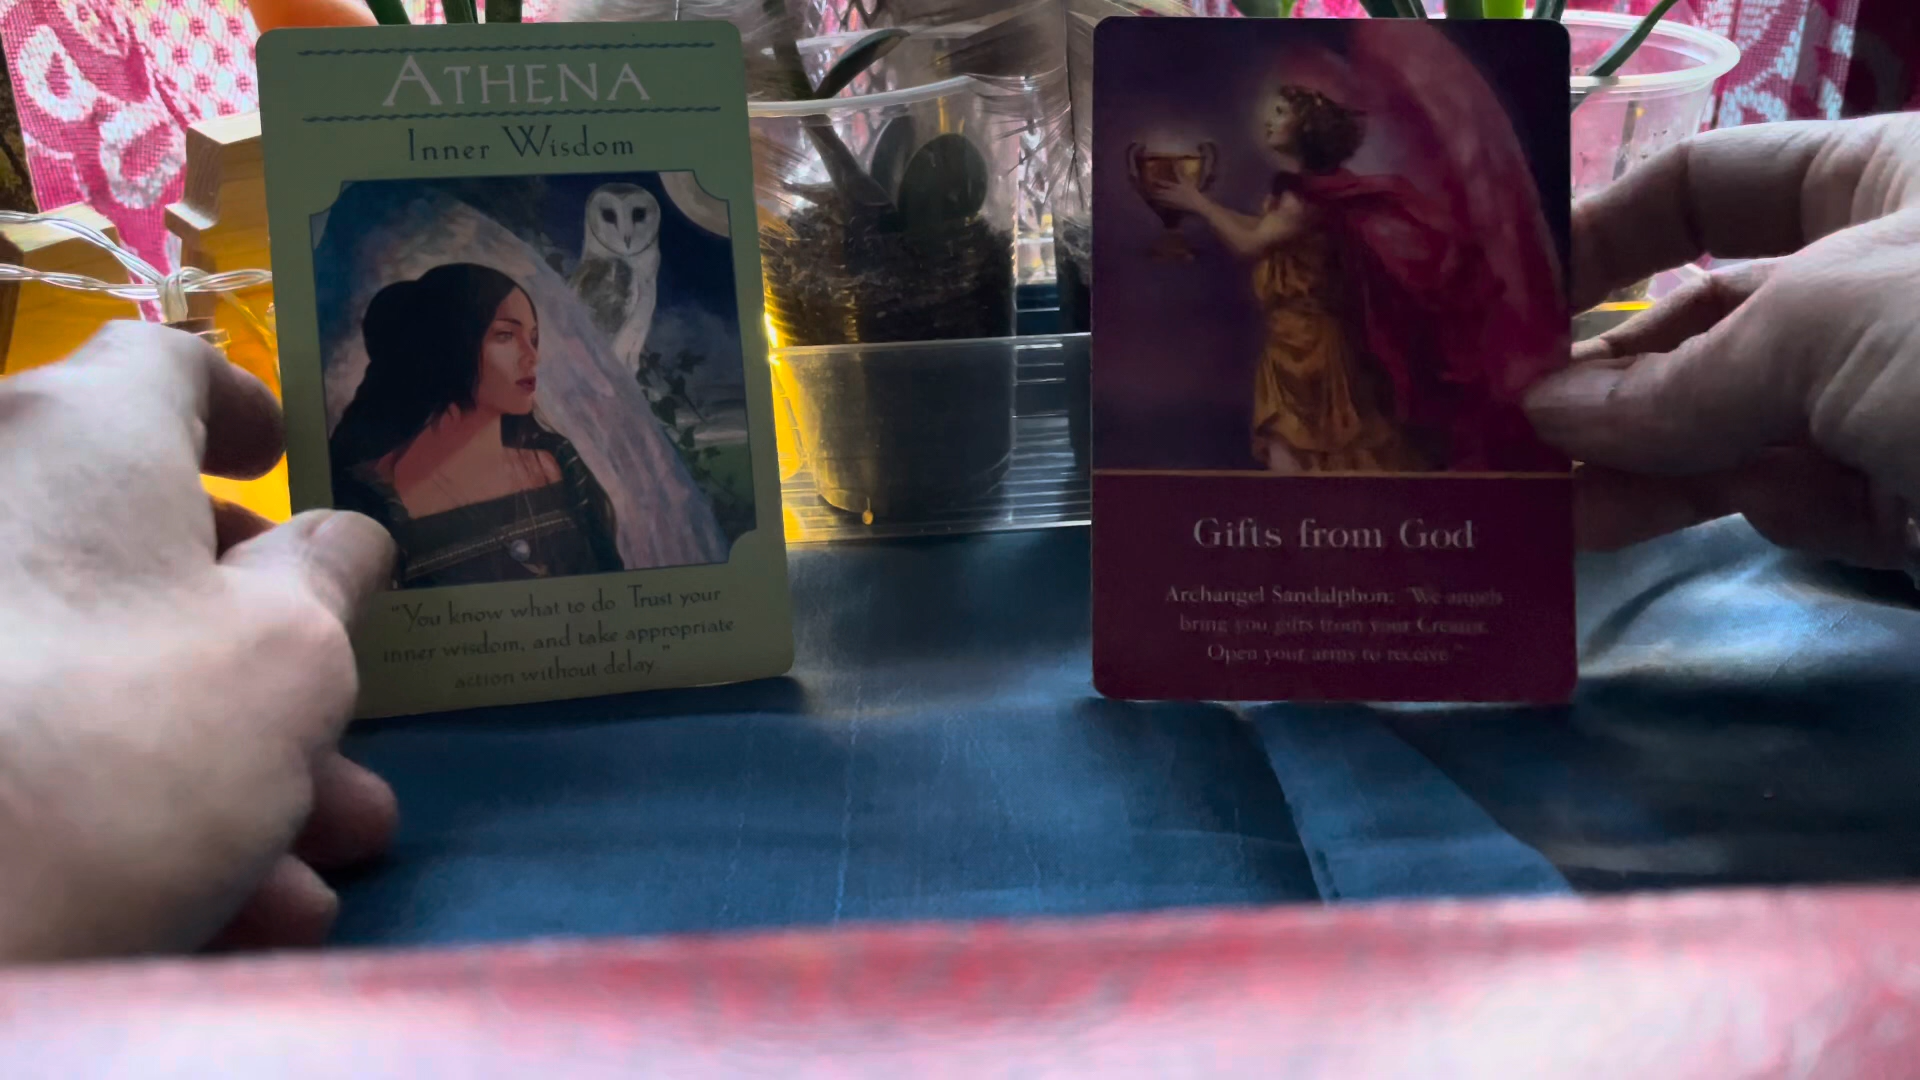 ATHENA
Inner Wisdom
"You know what to do Trust your
inner wisdom, and take appropriate
action without delay."
Gifts from God
Archangel Sandalphon: "We angels
bring you gifts from your Creator.
Open your arms to receive."